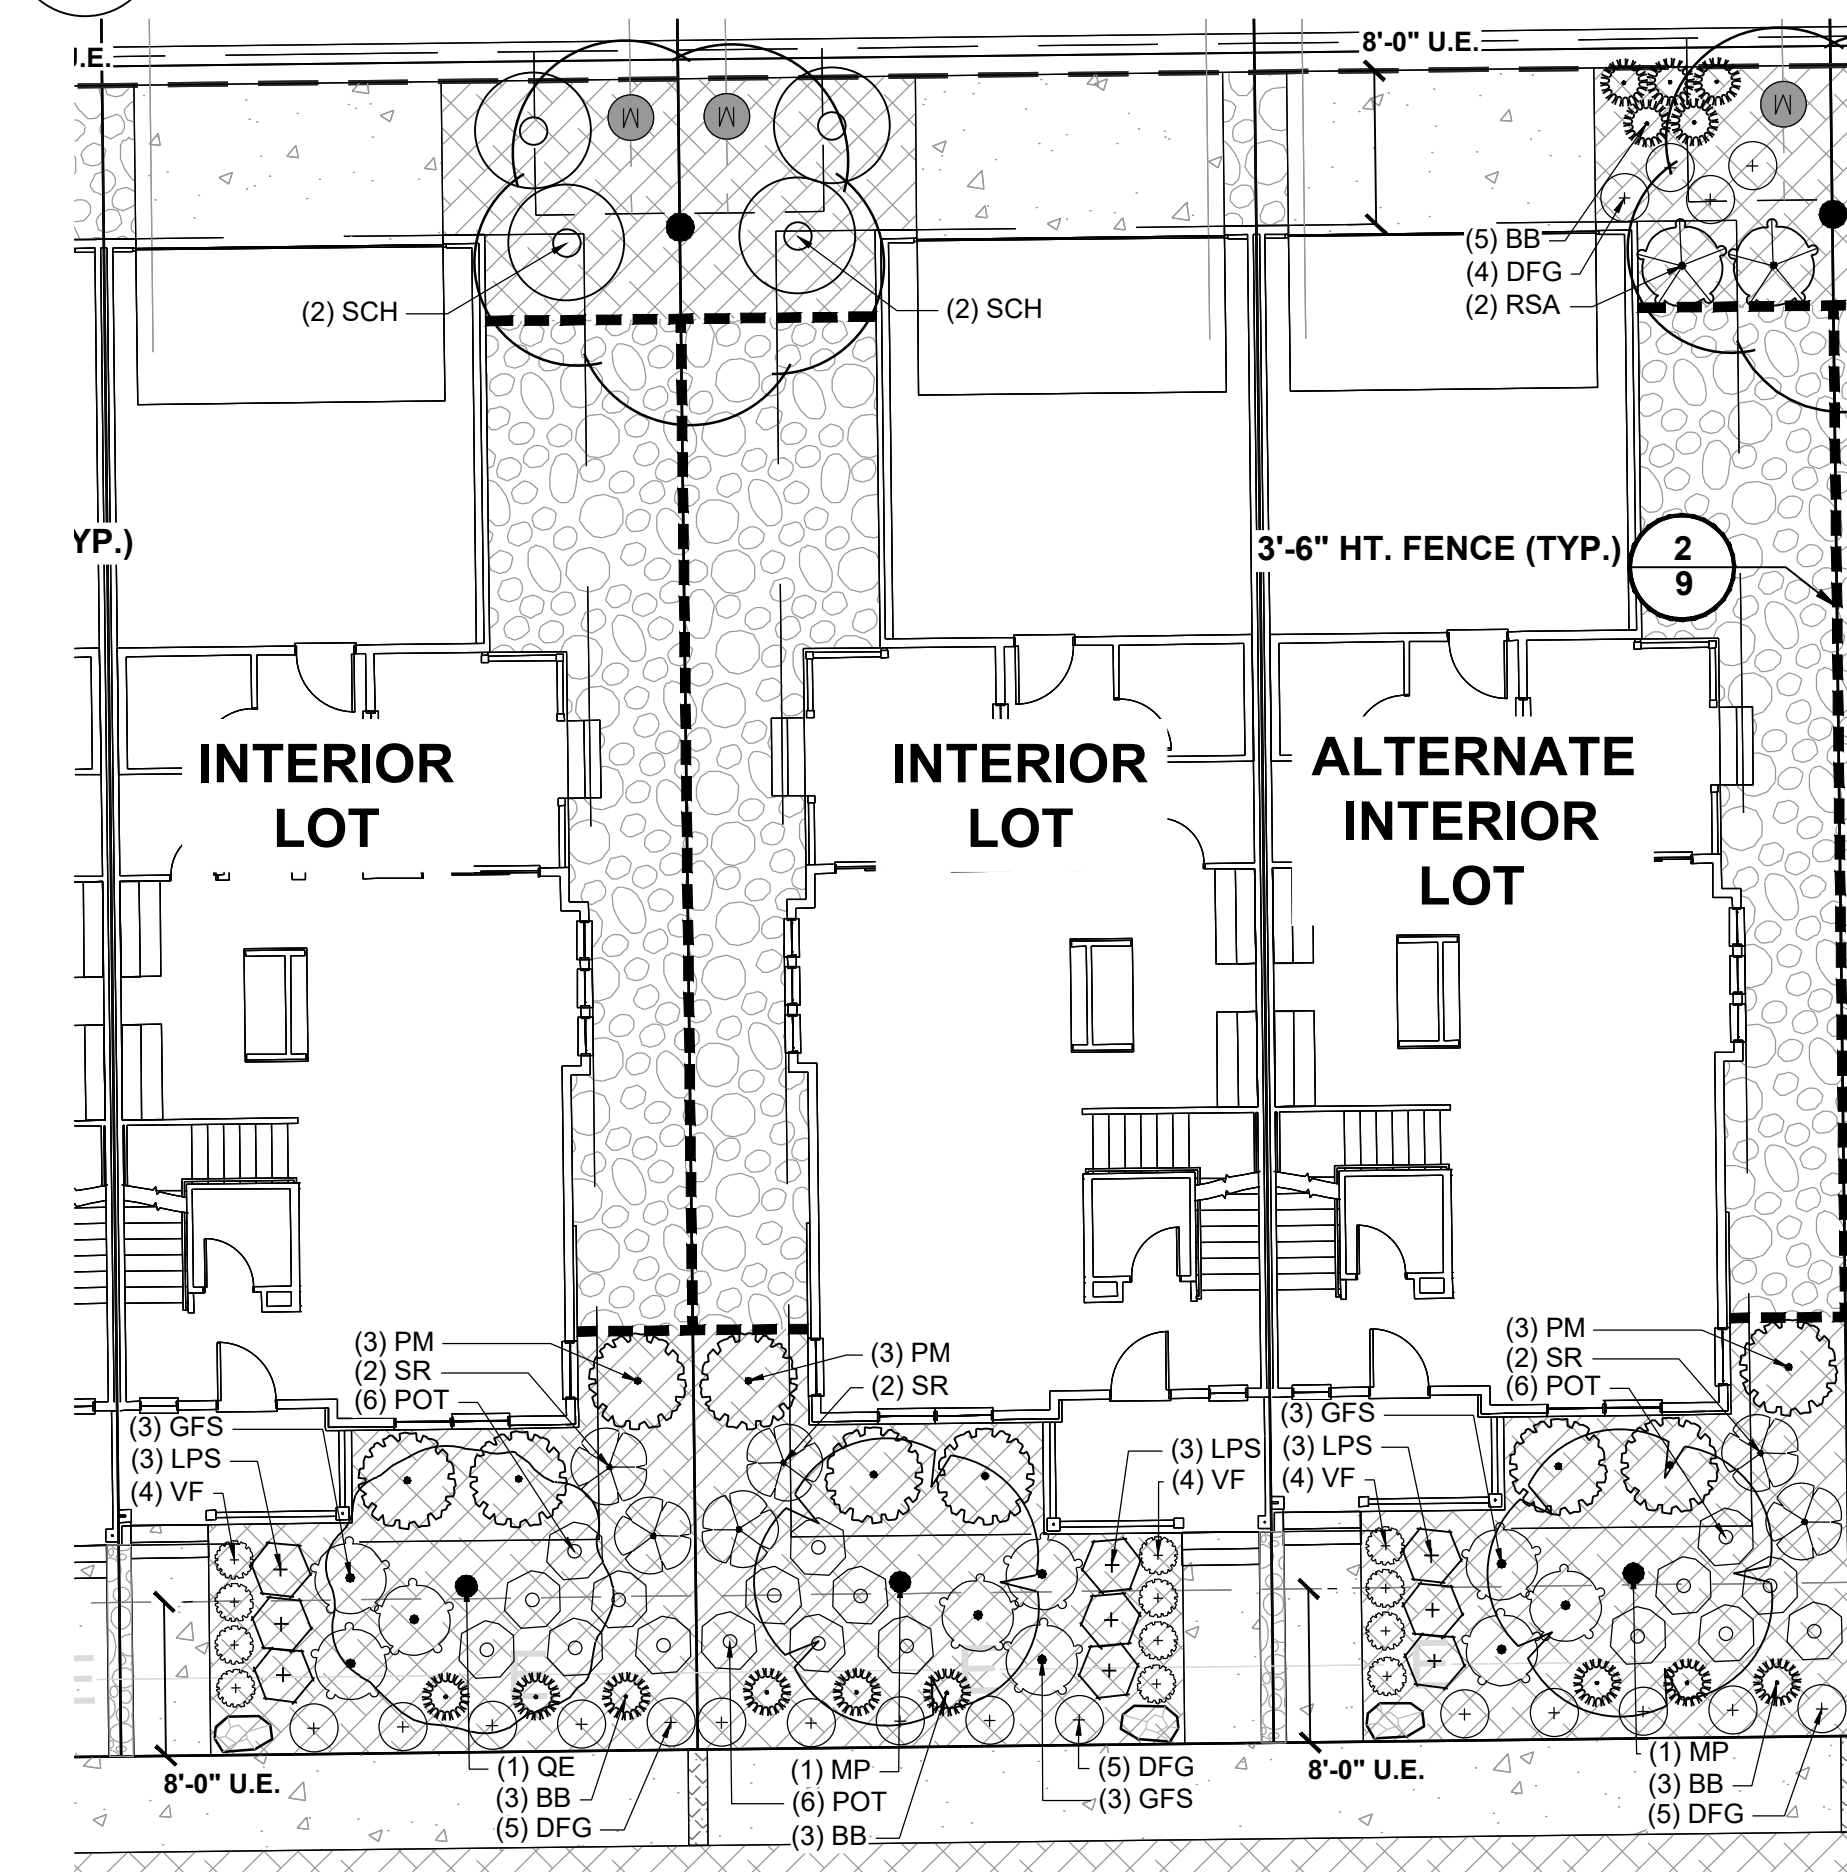 8'-0" U.E.
M
M
M
(5) BB
(4) DFG
(2) RSA
(2) SCH
(2) SCH
YP.)
3'-6" HT. FENCE (TYP.)
2
9
INTERIOR
LOT
INTERIOR
LOT
ALTERNATE
INTERIOR
LOT
(3) PM
(2) SR
(6) POT
(3) GFS
(3) LPS
(4) VF
(3) PM
(2) SR
(3) LPS
(4) VF
(3) PM
(2) SR
(6) POT
(3) GFS
(3) LPS
(4) VF
E
E
E
E
8'-0" U.E.
(1) QE
(3) BB
(5) DFG
(1) MP
(6) POT
(3) BB
(5) DFG
(3) GFS
8'-0" U.E.
(1) MP
(3) BB
(5) DFG